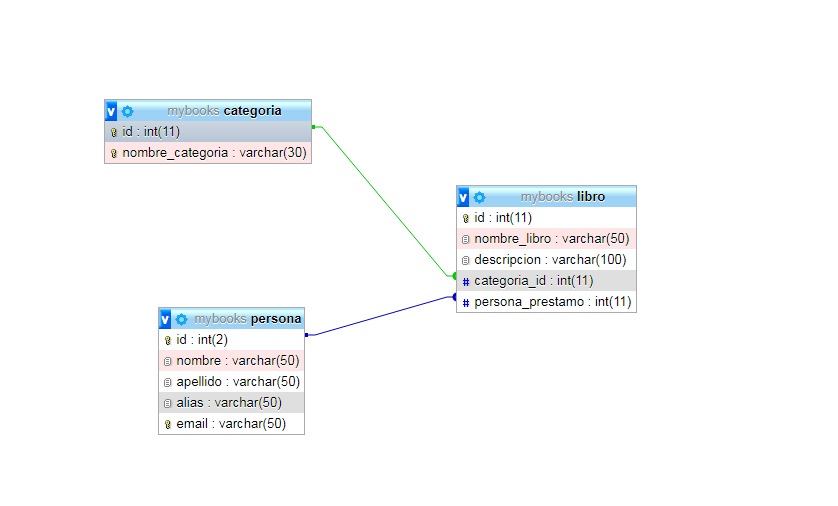 mybooks categoria
id : int(11)
nombre_categoria : varchar(30)
mybooks libro
id : int(11)
nombre_libro : varchar(50)
descripcion : varchar(100)
# categoria_id : int(11)
# persona_prestamo : int(11)
mybooks persona
id : int(2)
nombre : varchar(50)
apellido : varchar(50)
alias : varchar(50)
email : varchar(50)